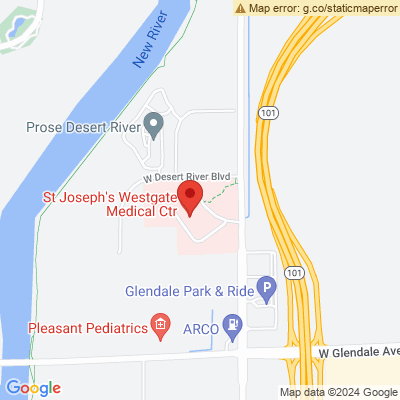 Map error: g.co/staticmaperror
New River
101
Prose Desert River
W Desert River Blvd
St Joseph's Westgate
Medical Ctr
101
Glendale Park & Ride
P
Pleasant Pediatrics
ARCO
W Glendale Ave
Google
Map data ©2024 Google